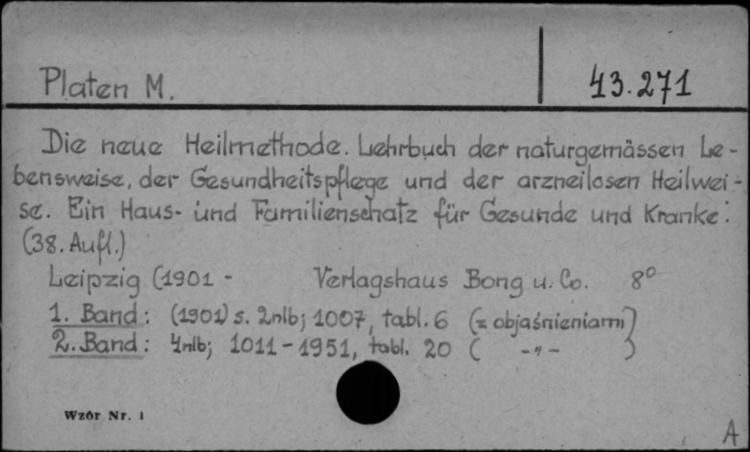 Platen M. 43.271
Die neue Heilmethode. Lehrbuch der naturgemässen Le-
bensweise, der Gesundheitspflege und der arzneilosen Heilwei-
se. Ein Haus- und Familienschatz für Gesunde und Kranke.
(38. Aufl.)
Leipzig (1901 - Verlagshaus Bong u. Co. 8°
1. Band: (1901) s. 2nlb; 1007, tabl. 6 (z objaśnieniami)
2. Band: 4nlb; 1011-1951, tabl. 20 ( -"- )
Wzór Nr. 1
A